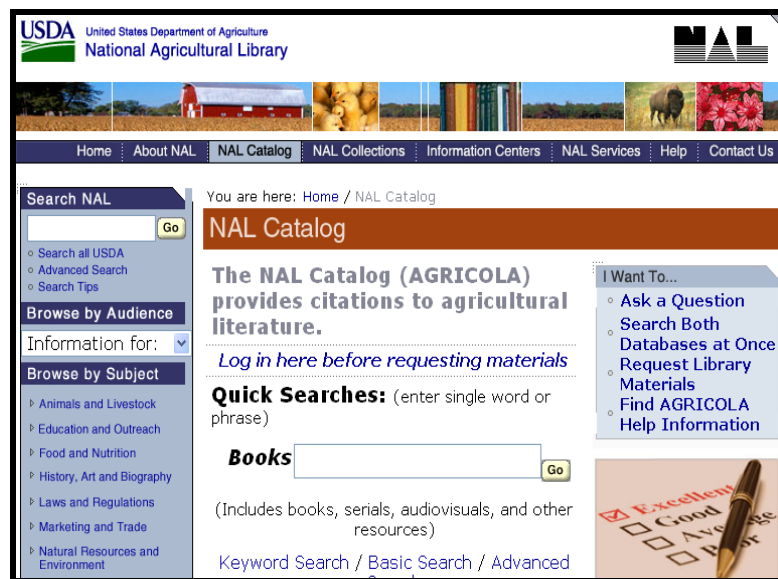 USDA
United States Department of Agriculture
National Agricultural Library
NAL
Home
About NAL
NAL Catalog
NAL Collections
Information Centers
NAL Services
Help
Contact Us
Search NAL
Go
Search all USDA
Advanced Search
Search Tips
Browse by Audience
Information for:
Browse by Subject
Animals and Livestock
Education and Outreach
Food and Nutrition
History, Art and Biography
Laws and Regulations
Marketing and Trade
Natural Resources and
Environment
You are here: Home / NAL Catalog
NAL Catalog
The NAL Catalog (AGRICOLA)
provides citations to agricultural
literature.
Log in here before requesting materials
Quick Searches: (enter single word or
phrase)
Books
Go
(Includes books, serials, audiovisuals, and other
resources)
Keyword Search / Basic Search / Advanced
I Want To...
Ask a Question
Search Both
Databases at Once
Request Library
Materials
Find AGRICOLA
Help Information
Excellent
Good
Average